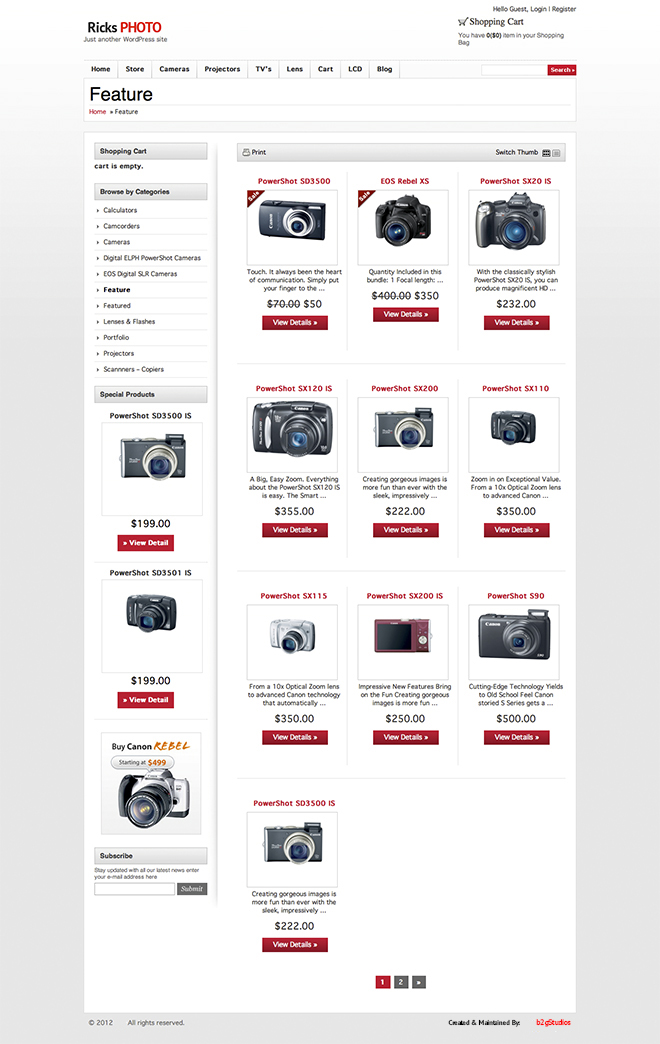 Hello Guest, Login | Register
Ricks PHOTO
Just another WordPress site
Shopping Cart
You have 0($0) item in your Shopping
Bag
Home Store Cameras Projectors TV's Lens Cart LCD Blog
Search »
Feature
Home » Feature
Shopping Cart
cart is empty.
Browse by Categories
Calculators
Camcorders
Cameras
Digital ELPH PowerShot Cameras
EOS Digital SLR Cameras
Feature
Featured
Lenses & Flashes
Portfolio
Projectors
Scannners – Copiers
Special Products
PowerShot SD3500 IS
$199.00
» View Detail
PowerShot SD3501 IS
$199.00
» View Detail
Buy Canon REBEL
Starting at $499
Subscribe
Stay updated with all our latest news enter
your e-mail address here
Submit
Print
Switch Thumb
PowerShot SD3500
Sale
Canon
Touch. It always been the heart
of communication. Simply put
your finger to the ...
$70.00 $50
View Details »
EOS Rebel XS
Sale
Quantity Included in this
bundle: 1 Focal length: ...
$400.00 $350
View Details »
PowerShot SX20 IS
With the classically stylish
PowerShot SX20 IS, you can
produce magnificent HD ...
$232.00
View Details »
PowerShot SX120 IS
Canon
A Big, Easy Zoom. Everything
about the PowerShot SX120 IS
is easy. The Smart ...
$355.00
View Details »
PowerShot SX200
Canon
Creating gorgeous images is
more fun than ever with the
sleek, impressively ...
$222.00
View Details »
PowerShot SX110
Zoom in on Exceptional Value.
From a 10x Optical Zoom lens
to advanced Canon ...
$350.00
View Details »
PowerShot SX115
From a 10x Optical Zoom lens
to advanced Canon technology
that automatically ...
$350.00
View Details »
PowerShot SX200 IS
Impressive New Features Bring
on the Fun Creating gorgeous
images is more fun ...
$250.00
View Details »
PowerShot S90
Canon
S90
Cutting-Edge Technology Yields
to Old School Feel Canon
storied S Series gets a ...
$500.00
View Details »
PowerShot SD3500 IS
Canon
Creating gorgeous images is
more fun than ever with the
sleek, impressively ...
$222.00
View Details »
1 2 »
© 2012 All rights reserved.
Created & Maintained By: b2gStudios